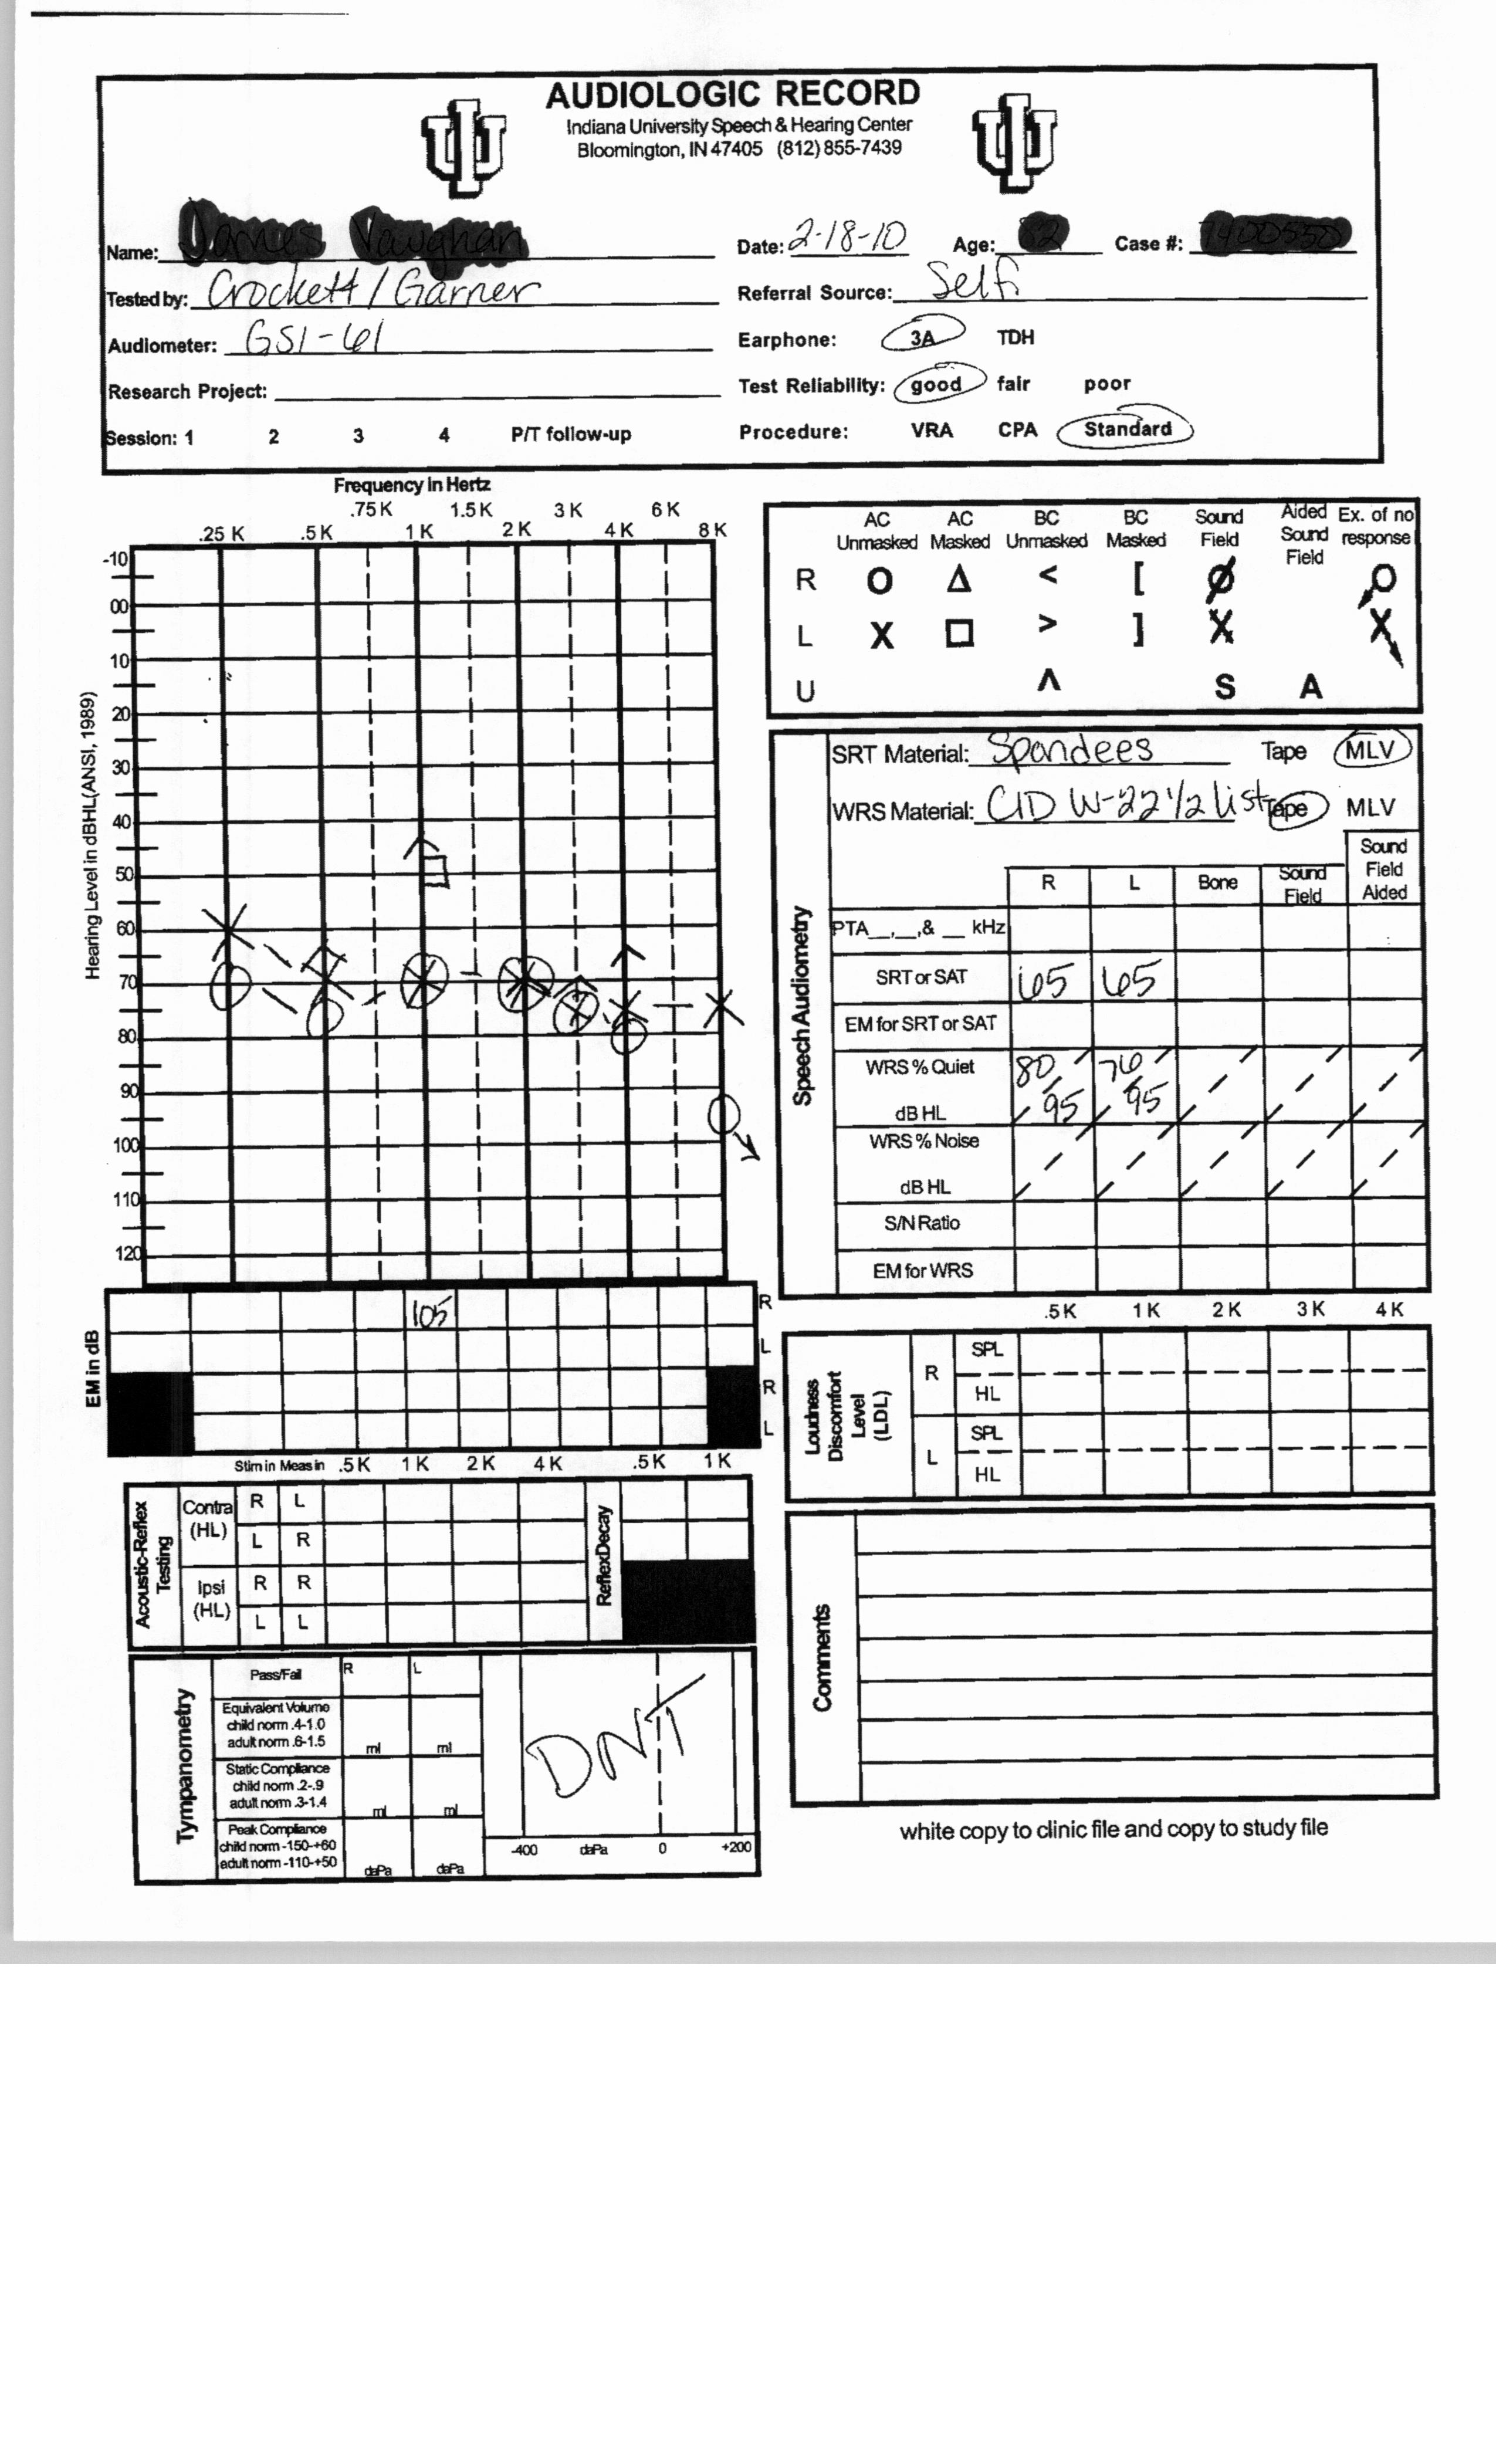 AUDIOLOGIC RECORD
Indiana University Speech & Hearing Center
Bloomington, IN 47405 (812) 855-7439
Name:
Date: 2-18-10 Age: Case #:
Tested by: Crockett / Garner
Referral Source: Self
Audiometer: GSI-61
Earphone: 3A TDH
Research Project:
Test Reliability: good fair poor
Session: 1 2 3 4 P/T follow-up
Procedure: VRA CPA Standard
Frequency in Hertz
.75 K 1.5 K 3 K 6 K
.25 K .5 K 1 K 2 K 4 K 8 K
Hearing Level in dBHL(ANSI, 1989)
-10
00
10
20
30
40
50
60
70
80
90
100
110
120
AC Unmasked
AC Masked
BC Unmasked
BC Masked
Sound Field
Aided Sound Field
Ex. of no response
R O Δ < [ Ø O
L X □ > ] X X
U Λ S A
Speech Audiometry
SRT Material: Spondees Tape MLV
WRS Material: CID W-22 1/2 list Tape MLV
R L Bone Sound Field Sound Field Aided
PTA__,__,& __ kHz
SRT or SAT 65 65
EM for SRT or SAT
WRS % Quiet 80 76
dB HL 95 95
WRS % Noise
dB HL
S/N Ratio
EM for WRS
EM in dB
105
R
L
R
L
.5 K 1 K 2 K 3 K 4 K
Loudness Discomfort Level (LDL)
R SPL
HL
L SPL
HL
Stim in Meas in .5 K 1 K 2 K 4 K .5 K 1 K
Acoustic-Reflex Testing
Contra (HL) R L
L R
Ipsi (HL) R R
L L
Reflex Decay
Comments
Tympanometry
Pass/Fail R L
Equivalent Volume
child norm .4-1.0
adult norm .6-1.5 ml ml
Static Compliance
child norm .2-.9
adult norm .3-1.4 ml ml
Peak Compliance
child norm -150-+60
adult norm -110-+50 daPa daPa
DNT
-400 daPa 0 +200
white copy to clinic file and copy to study file